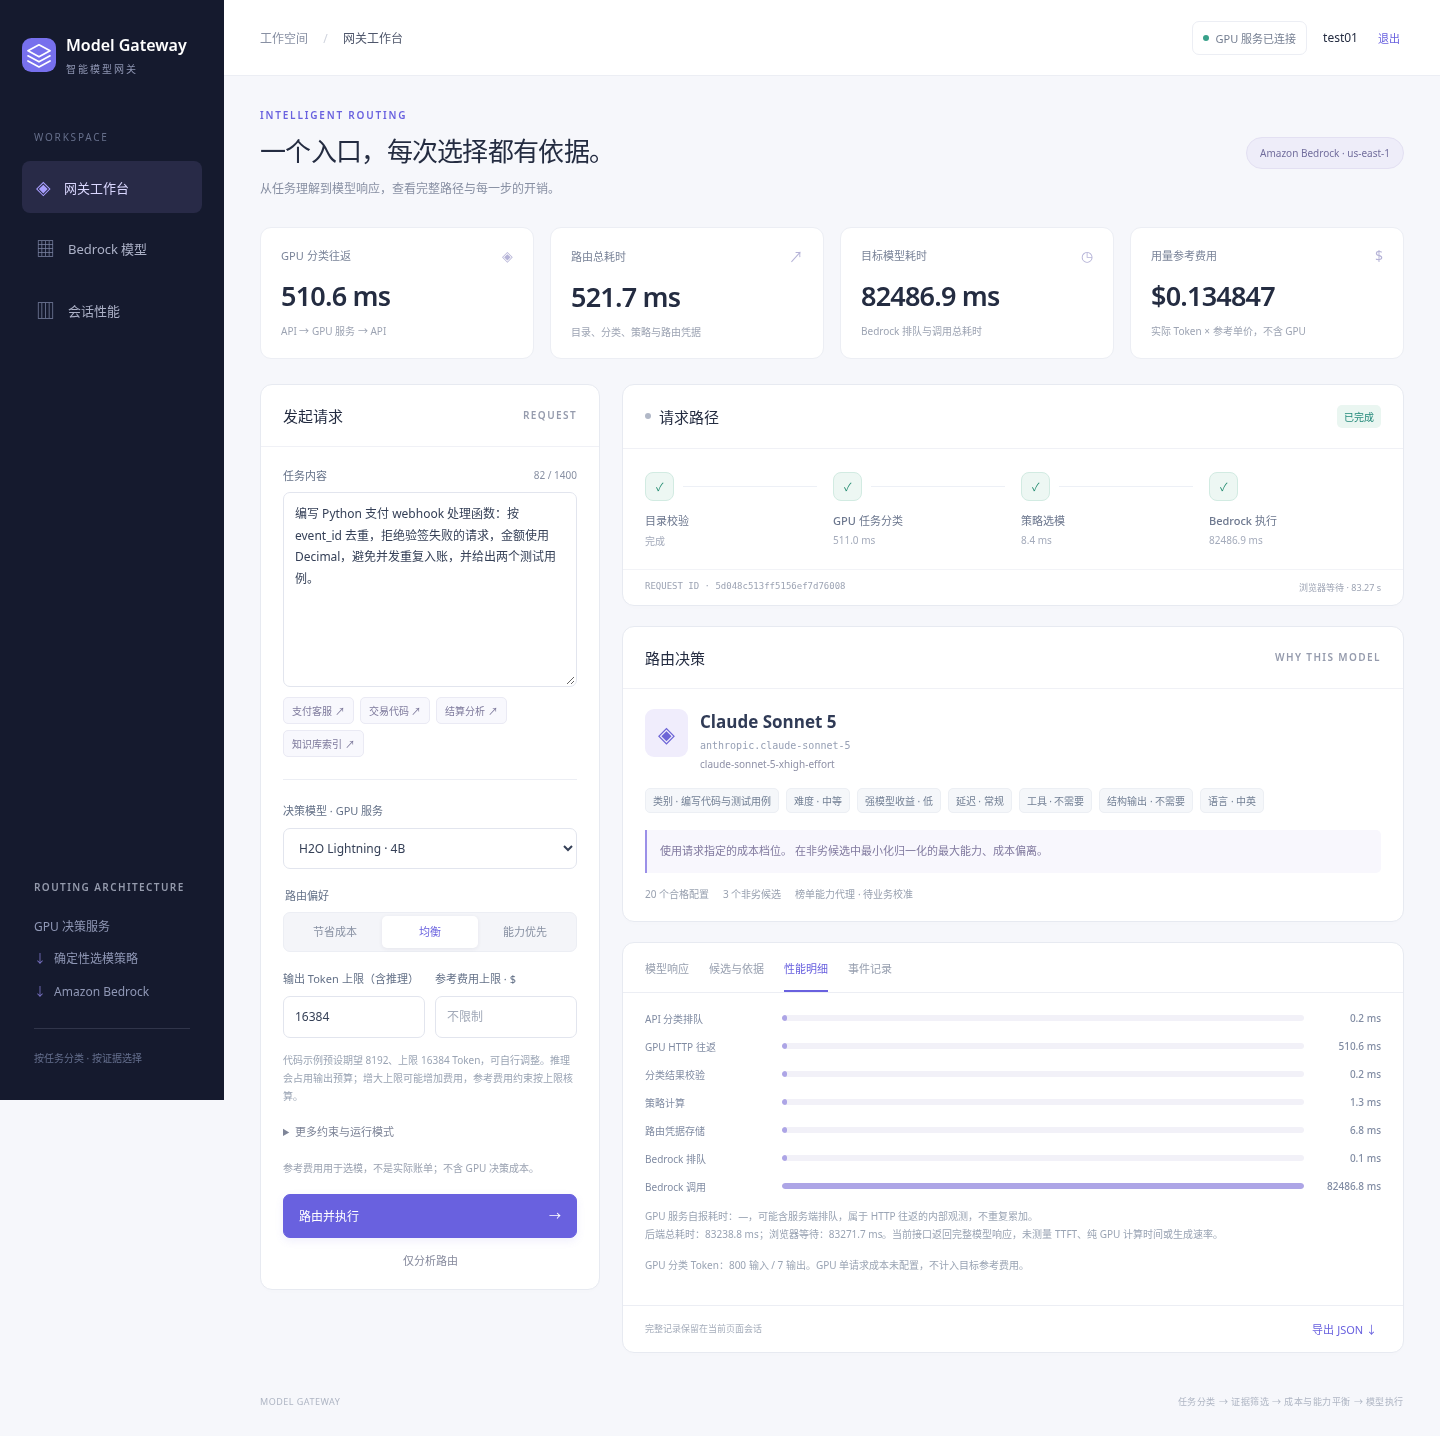 Model Gateway
智能模型网关
WORKSPACE
网关工作台
Bedrock 模型
会话性能
ROUTING ARCHITECTURE
GPU 决策服务
↓ 确定性选模策略
↓ Amazon Bedrock
按任务分类 · 按证据选择
工作空间 / 网关工作台
GPU 服务已连接
test01
退出
INTELLIGENT ROUTING
一个入口，每次选择都有依据。
从任务理解到模型响应，查看完整路径与每一步的开销。
Amazon Bedrock · us-east-1
GPU 分类往返
510.6 ms
API → GPU 服务 → API
路由总耗时
521.7 ms
目录、分类、策略与路由凭据
目标模型耗时
82486.9 ms
Bedrock 排队与调用总耗时
用量参考费用 $
$0.134847
实际 Token × 参考单价，不含 GPU
发起请求
REQUEST
任务内容
82 / 1400
编写 Python 支付 webhook 处理函数：按
event_id 去重，拒绝验签失败的请求，金额使用
Decimal，避免并发重复入账，并给出两个测试用
例。
支付客服 ↗ 交易代码 ↗ 结算分析 ↗
知识库索引 ↗
决策模型 · GPU 服务
H2O Lightning · 4B
路由偏好
节省成本 均衡 能力优先
输出 Token 上限（含推理） 参考费用上限 · $
16384 不限制
代码示例预设期望 8192、上限 16384 Token，可自行调整。推理
会占用输出预算；增大上限可能增加费用，参考费用约束按上限核
算。
▶ 更多约束与运行模式
参考费用用于选模，不是实际账单；不含 GPU 决策成本。
路由并执行 →
仅分析路由
请求路径
已完成
✓ ✓ ✓ ✓
目录校验 GPU 任务分类 策略选模 Bedrock 执行
完成 511.0 ms 8.4 ms 82486.9 ms
REQUEST ID · 5d048c513ff5156ef7d76008
浏览器等待 · 83.27 s
路由决策
WHY THIS MODEL
Claude Sonnet 5
anthropic.claude-sonnet-5
claude-sonnet-5-xhigh-effort
类别 · 编写代码与测试用例 难度 · 中等 强模型收益 · 低 延迟 · 常规 工具 · 不需要 结构输出 · 不需要 语言 · 中英
使用请求指定的成本档位。 在非劣候选中最小化归一化的最大能力、成本偏离。
20 个合格配置 3 个非劣候选 榜单能力代理 · 待业务校准
模型响应 候选与依据 性能明细 事件记录
API 分类排队 0.2 ms
GPU HTTP 往返 510.6 ms
分类结果校验 0.2 ms
策略计算 1.3 ms
路由凭据存储 6.8 ms
Bedrock 排队 0.1 ms
Bedrock 调用 82486.8 ms
GPU 服务自报耗时：—，可能含服务端排队，属于 HTTP 往返的内部观测，不重复累加。
后端总耗时：83238.8 ms；浏览器等待：83271.7 ms。当前接口返回完整模型响应，未测量 TTFT、纯 GPU 计算时间或生成速率。
GPU 分类 Token：800 输入 / 7 输出。GPU 单请求成本未配置，不计入目标参考费用。
完整记录保留在当前页面会话
导出 JSON ↓
MODEL GATEWAY
任务分类 → 证据筛选 → 成本与能力平衡 → 模型执行